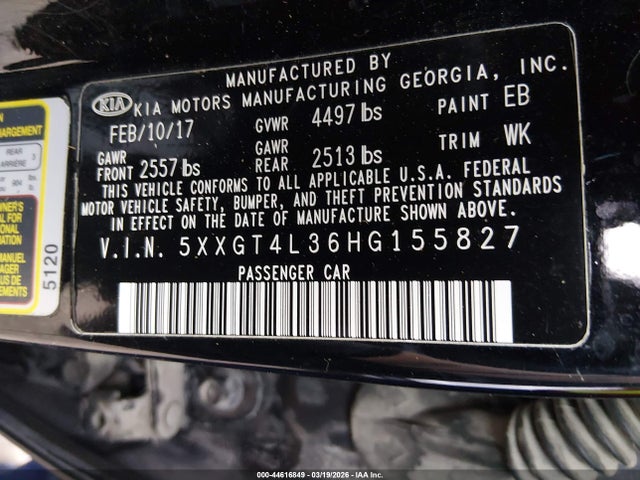 MANUFACTURED BY
KIA KIA MOTORS MANUFACTURING GEORGIA, INC.
FEB/10/17 GVWR 4497 lbs PAINT EB
GAWR FRONT 2557 lbs GAWR REAR 2513 lbs TRIM WK
THIS VEHICLE CONFORMS TO ALL APPLICABLE U.S.A. FEDERAL
MOTOR VEHICLE SAFETY, BUMPER, AND THEFT PREVENTION STANDARDS
IN EFFECT ON THE DATE OF MANUFACTURE SHOWN ABOVE.
V.I.N. 5XXGT4L36HG155827
PASSENGER CAR
REAR
ARRIÈRE
3
5120
000-44616849 | 03/19/2026 - IAA Inc.